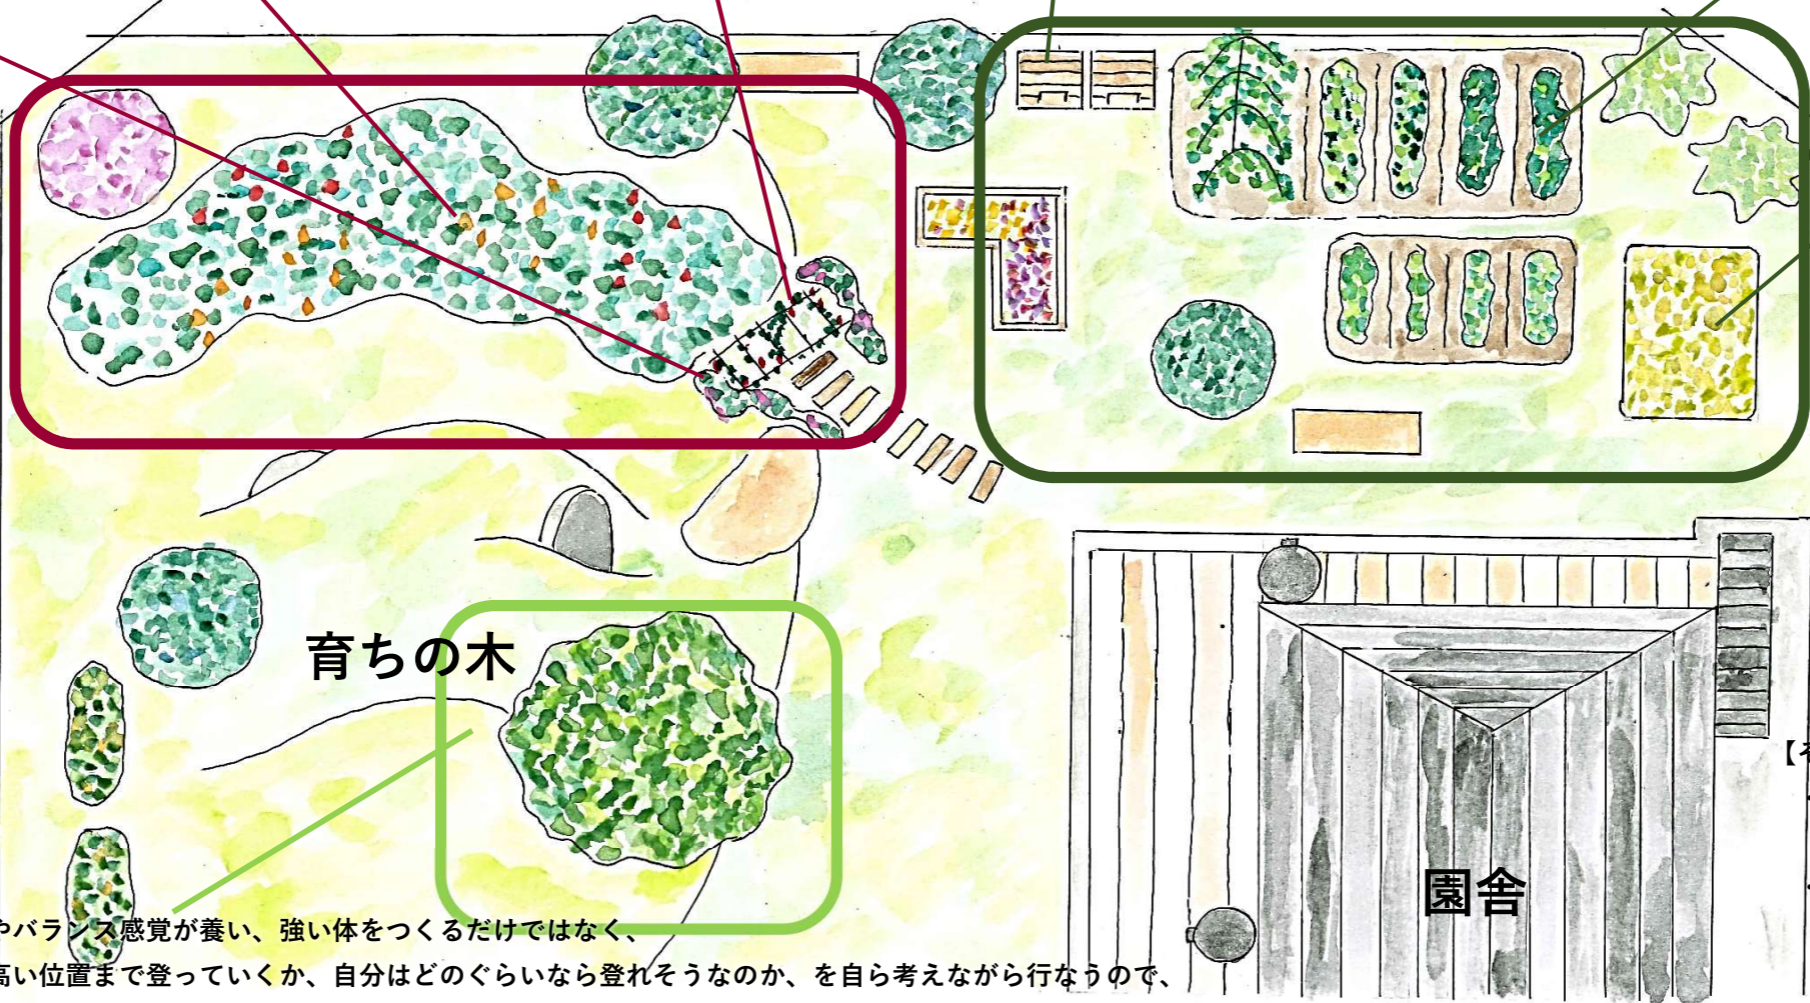 育ちの木
【そ
園舎
やバランス感覚が養い、強い体をつくるだけではなく、
高い位置まで登っていくか、自分はどのぐらいなら登れそうなのか、を自ら考えながら行なうので、